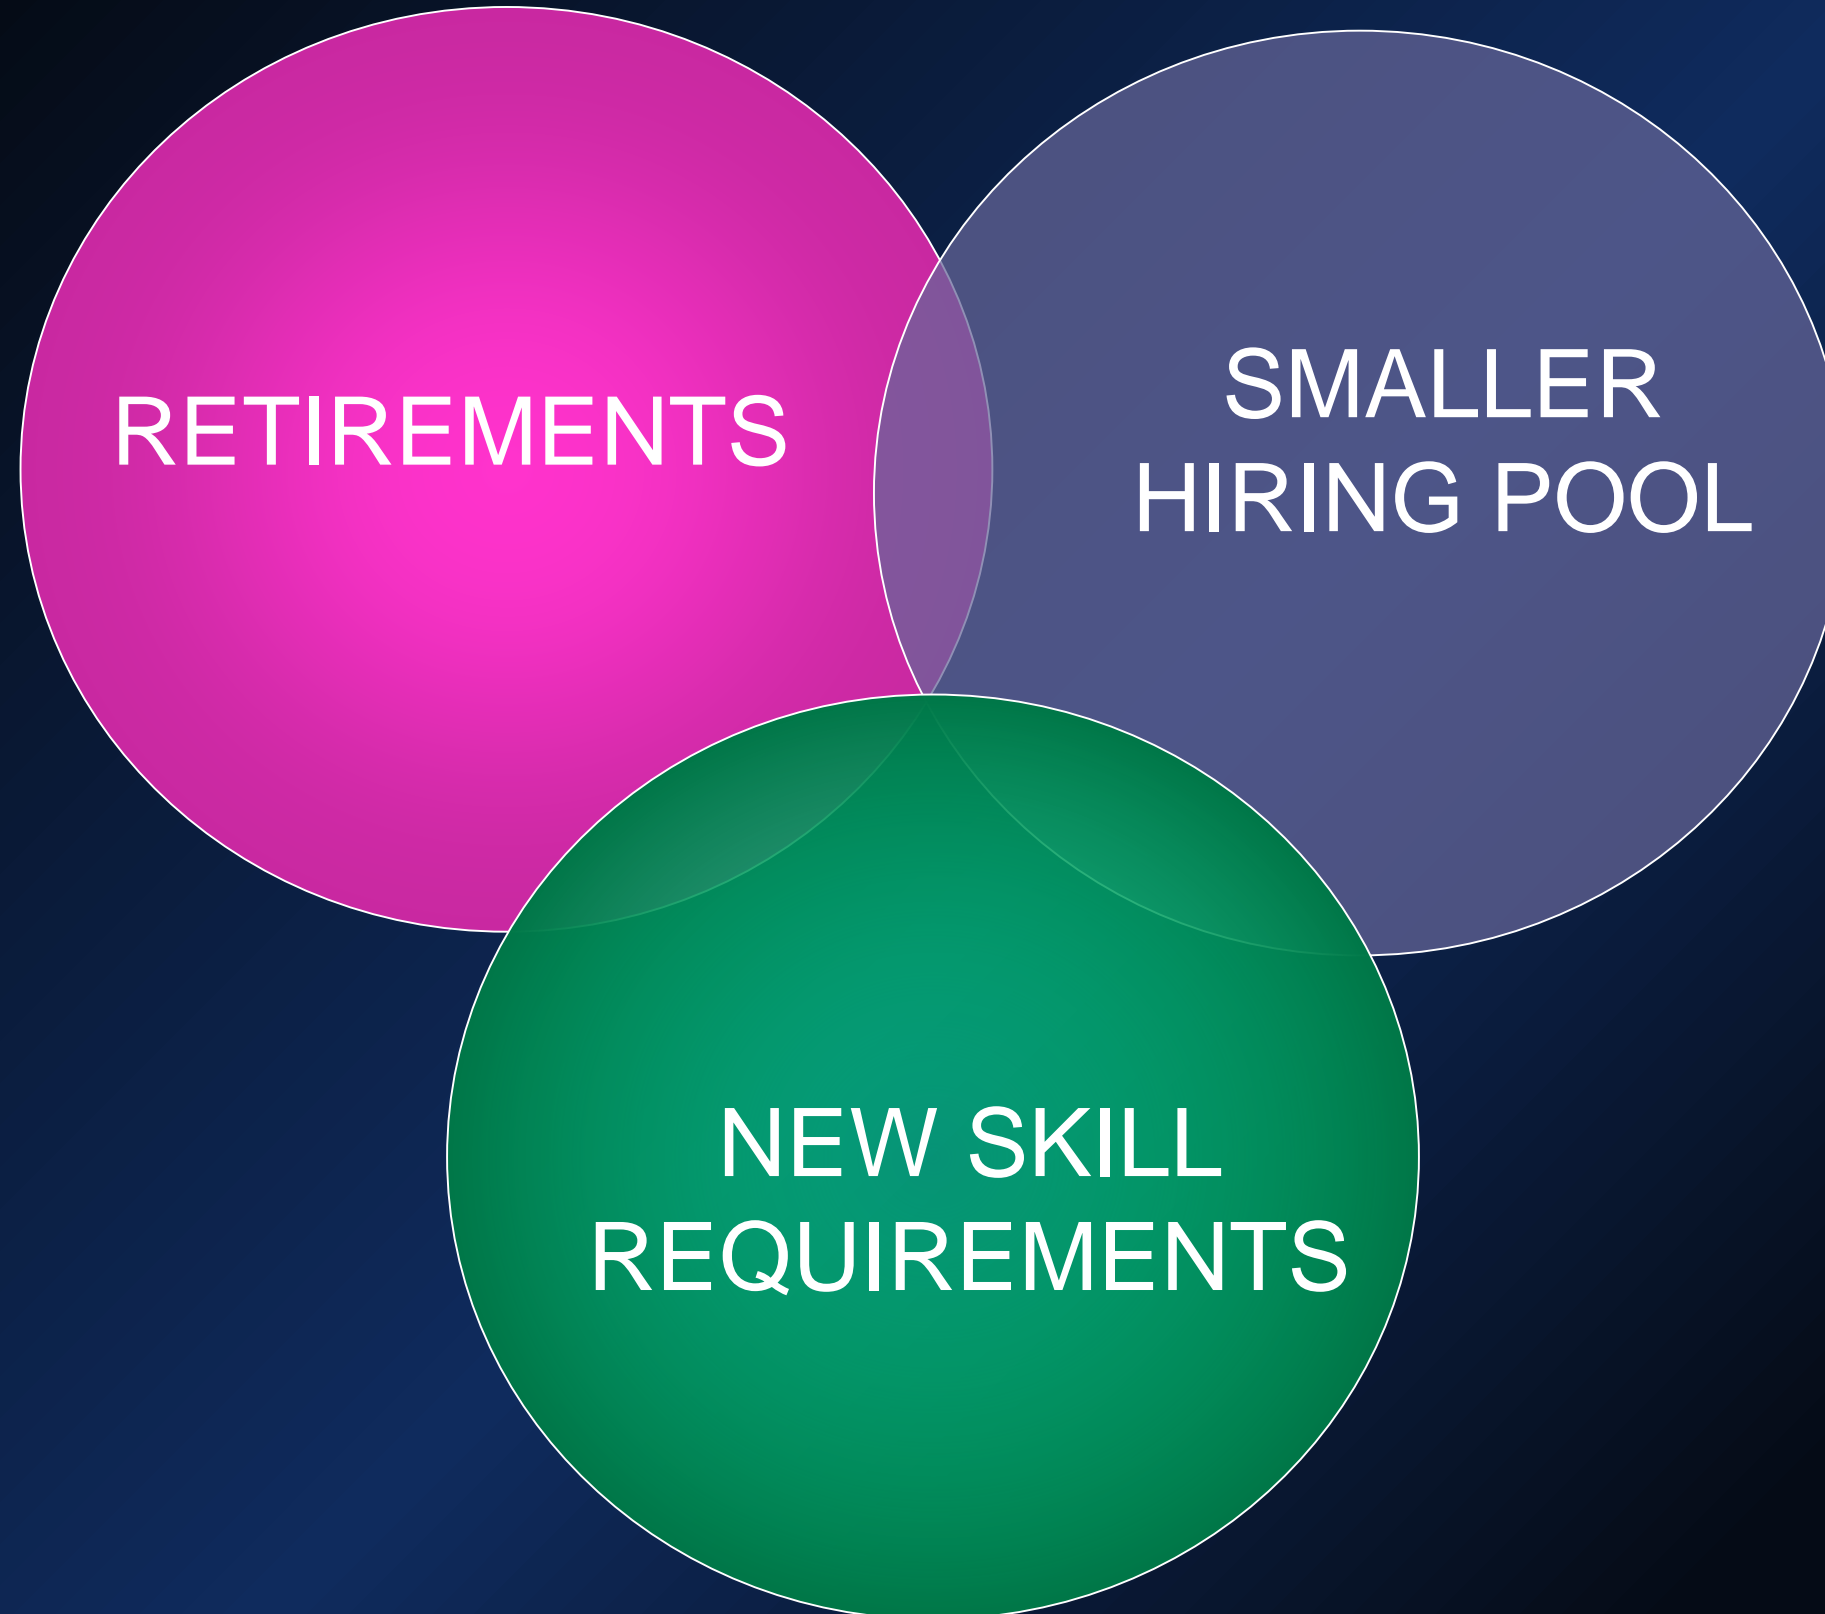 RETIREMENTS
SMALLER
HIRING POOL
NEW SKILL
REQUIREMENTS